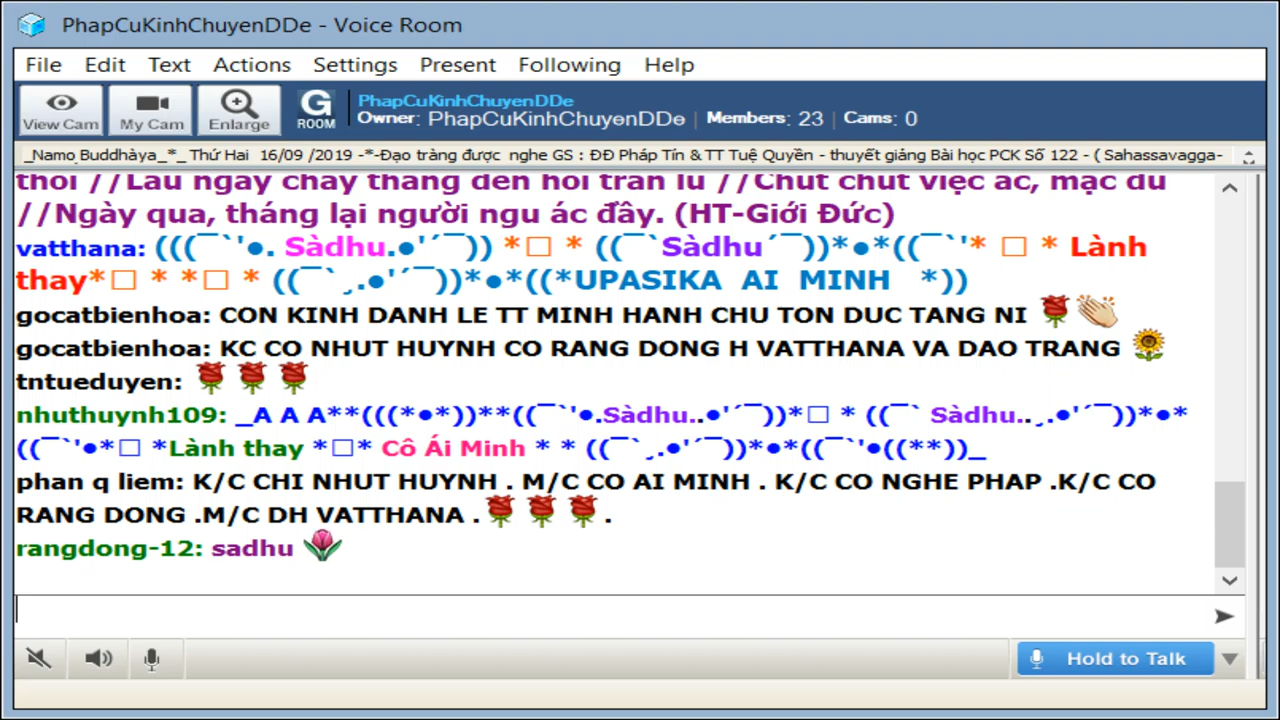 PhapCuKinhChuyenDDe - Voice Room
File Edit Text Actions Settings Present Following Help
View Cam My Cam Enlarge G ROOM
PhapCuKinhChuyenDDe
Owner: PhapCuKinhChuyenDDe | Members: 23 | Cams: 0
_Namo Buddhàya_*_ Thứ Hai 16/09 /2019 -*-Đạo tràng được nghe GS : ĐĐ Pháp Tín & TT Tuệ Quyền - thuyết giảng Bài học PCK Số 122 - ( Sahassavagga-
thôi //Lâu ngày chầy tháng đến hồi tràn lu //Chút chút việc ác, mặc dù
//Ngày qua, tháng lại người ngu ác đầy. (HT-Giới Đức)
vatthana: (((¯`'●. Sàdhu.●'´¯)) *□ * ((¯`Sàdhu´¯))*●*((¯`'* □ * Lành
thay*□ * *□ * ((¯`¸.●'´¯))*●*((*UPASIKA AI MINH *))
gocatbienhoa: CON KINH DANH LE TT MINH HANH CHU TON DUC TANG NI
gocatbienhoa: KC CO NHUT HUYNH CO RANG DONG H VATTHANA VA DAO TRANG
tntueduyen:
nhuthuynh109: _A A A**(((*●*))**((¯`'●.Sàdhu..●'´¯))*□ * ((¯` Sàdhu..¸.●'´¯))*●*
((¯`'●*□ *Lành thay *□* Cô Ái Minh * * ((¯`¸.●'´¯))*●*((¯`'●((**))_
phan q liem: K/C CHI NHUT HUYNH . M/C CO AI MINH . K/C CO NGHE PHAP .K/C CO
RANG DONG .M/C DH VATTHANA . .
rangdong-12: sadhu
Hold to Talk